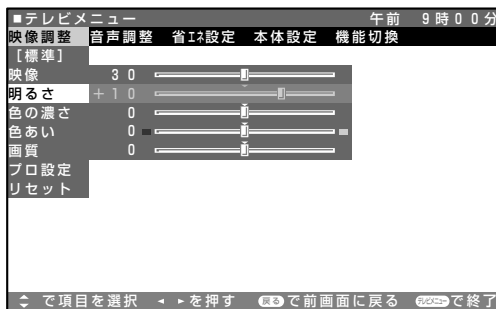 ■テレビメニュー 午前 9時00分
映像調整 音声調整 省エネ設定 本体設定 機能切換
[標準]
映像 30
明るさ +10
色の濃さ 0
色あい 0
画質 0
プロ設定
リセット
で項目を選択 ◀ ▶を押す 戻るで前画面に戻る テレビメニューで終了